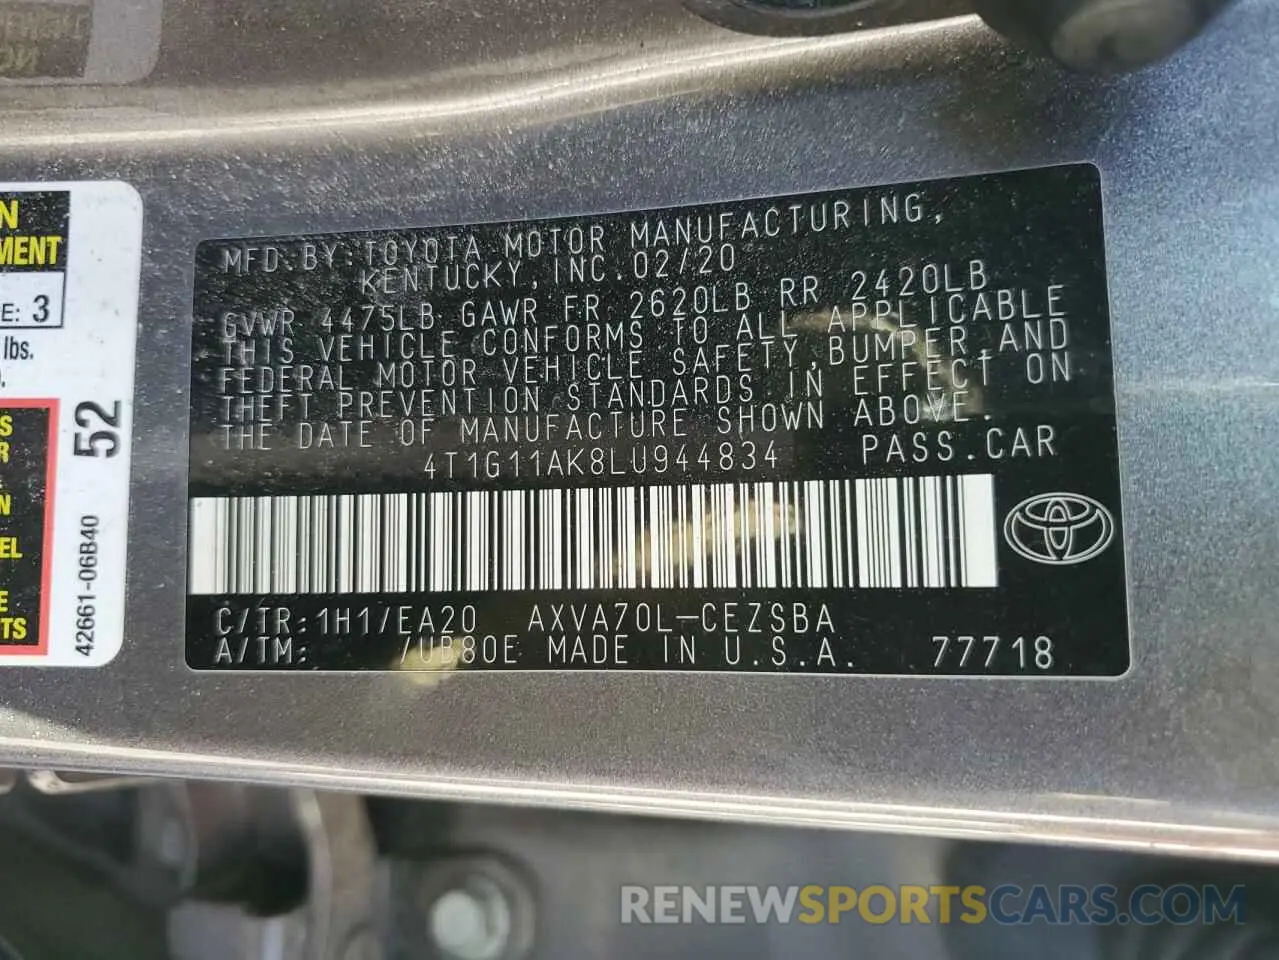 MFD.BY:TOYOTA MOTOR MANUFACTURING,
KENTUCKY,INC.02/20
GVWR 4475LB GAWR FR 2620LB RR 2420LB
THIS VEHICLE CONFORMS TO ALL APPLICABLE
FEDERAL MOTOR VEHICLE SAFETY,BUMPER,AND
THEFT PREVENTION STANDARDS IN EFFECT ON
THE DATE OF MANUFACTURE SHOWN ABOVE.
4T1G11AK8LU944834 PASS.CAR
C/TR:1H1/EA20 AXVA70L-CEZSBA
A/TM: /UB80E MADE IN U.S.A. 77718
N
MENT
E: 3
lbs.
52
42661-06B40
S
R
N
EL
E
TS
RENEWSPORTSCARS.COM